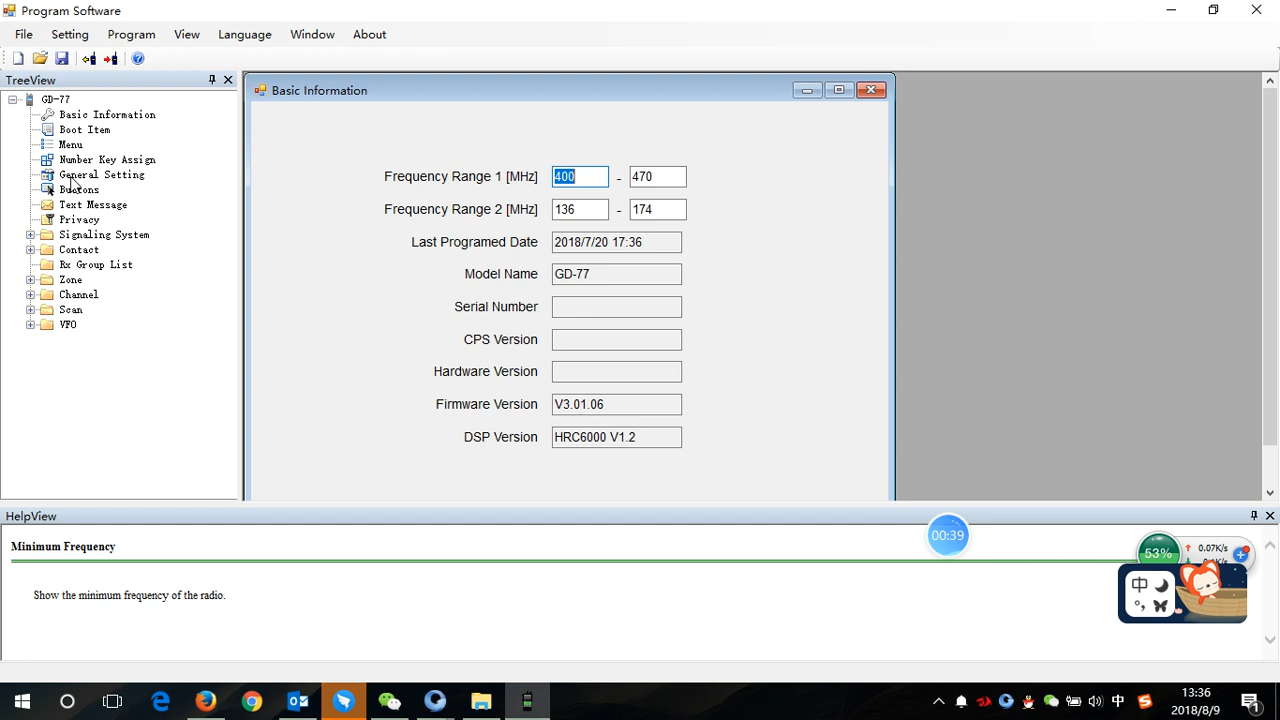 Program Software
File Setting Program View Language Window About
TreeView
GD-77
Basic Information
Boot Item
Menu
Number Key Assign
General Setting
Buttons
Text Message
Privacy
Signaling System
Contact
Rx Group List
Zone
Channel
Scan
VFO
Basic Information
Frequency Range 1 [MHz] 400 - 470
Frequency Range 2 [MHz] 136 - 174
Last Programed Date 2018/7/20 17:36
Model Name GD-77
Serial Number
CPS Version
Hardware Version
Firmware Version V3.01.06
DSP Version HRC6000 V1.2
HelpView
Minimum Frequency
Show the minimum frequency of the radio.
00:39
53% 0.07K/s
中
中 13:36
2018/8/9
1